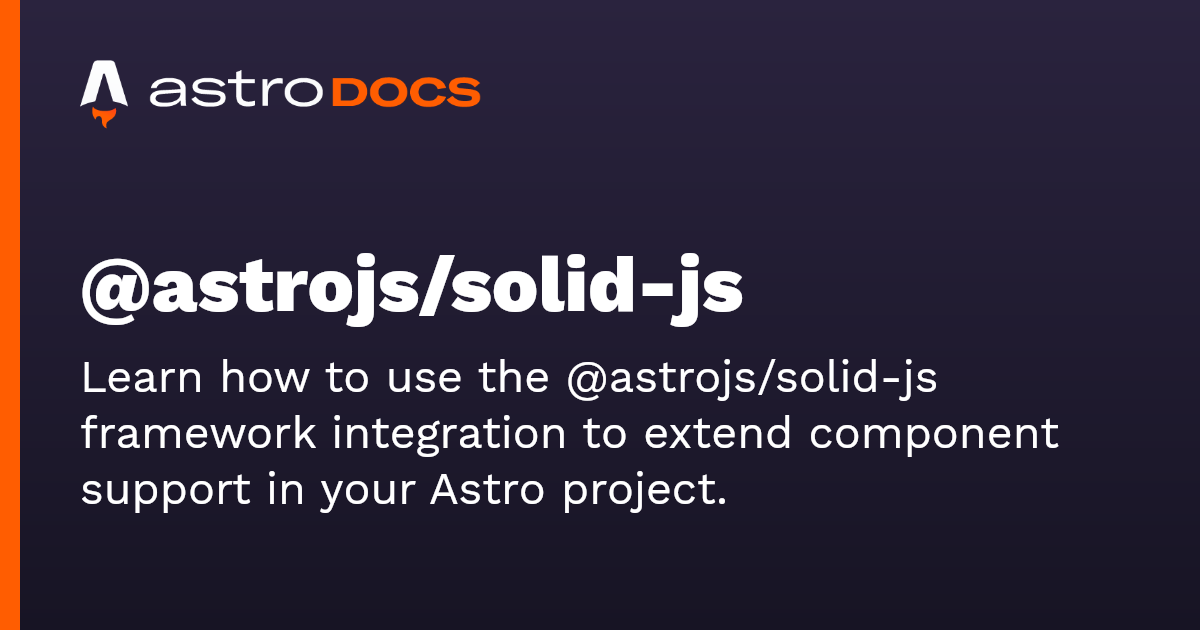 astro DOCS
@astrojs/solid-js
Learn how to use the @astrojs/solid-js
framework integration to extend component
support in your Astro project.